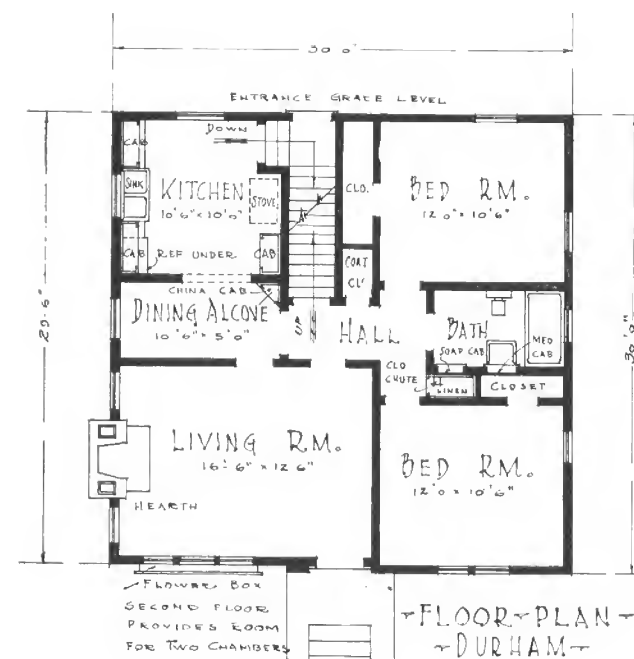 30'0"
ENTRANCE GRADE LEVEL
DOWN
CAB
SINK
KITCHEN
10'6" x 10'0"
STOVE
CAB
REF UNDER
CAB
CHINA CAB
CLO.
COAT
CL'
BED RM.
12'0" x 10'6"
29'-6"
30'0"
DINING ALCOVE
10'6" x 5'0"
UP
HALL
BATH
SOAP CAB
MED
CAB
CLO
CHUTE
LINEN
CLOSET
LIVING RM.
16'-6" x 12'6"
BED RM.
12'0 x 10'6"
HEARTH
FLOWER BOX
SECOND FLOOR
PROVIDES ROOM
FOR TWO CHAMBERS
-FLOOR-PLAN-
-DURHAM-